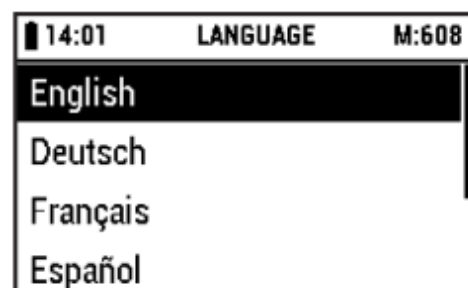 14:01 LANGUAGE M:608
English
Deutsch
Français
Español